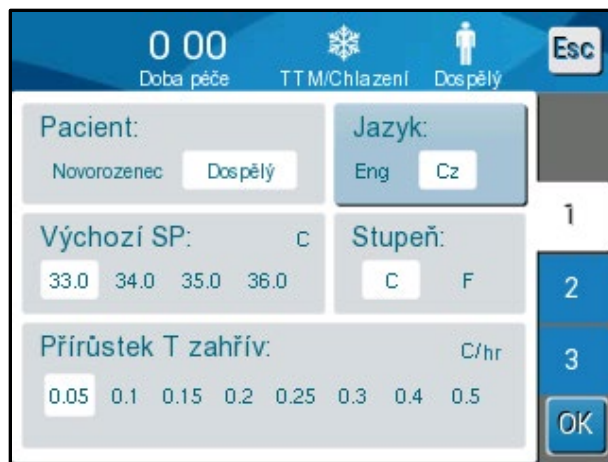 0 00
Doba péče
TTM/Chlazení
Dospělý
Esc
Pacient:
Novorozenec Dospělý
Jazyk:
Eng Cz
Výchozí SP: C
33.0 34.0 35.0 36.0
Stupeň:
C F
Přírůstek T zahřív: C/hr
0.05 0.1 0.15 0.2 0.25 0.3 0.4 0.5
1
2
3
OK